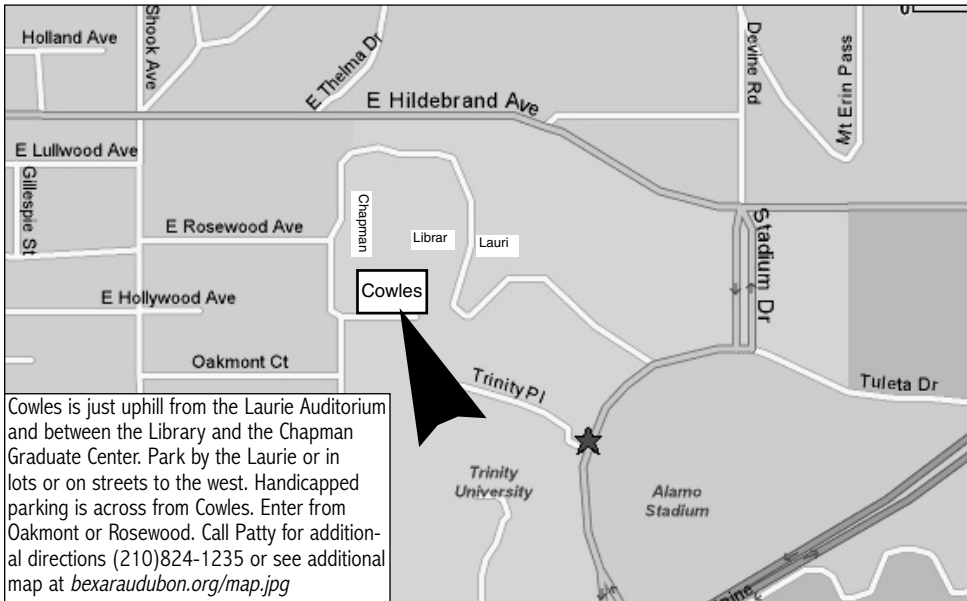 0
Holland Ave
Shook Ave
E Thelma Dr
Devine Rd
Mt Erin Pass
E Hildebrand Ave
E Lullwood Ave
Gillespie St
Chapman
E Rosewood Ave
Librar
Lauri
Stadium Dr
Cowles
E Hollywood Ave
Oakmont Ct
Trinity Pl
Tuleta Dr
Cowles is just uphill from the Laurie Auditorium
and between the Library and the Chapman
Graduate Center. Park by the Laurie or in
lots or on streets to the west. Handicapped
parking is across from Cowles. Enter from
Oakmont or Rosewood. Call Patty for addition-
al directions (210)824-1235 or see additional
map at bexaraudubon.org/map.jpg
Trinity
University
Alamo
Stadium